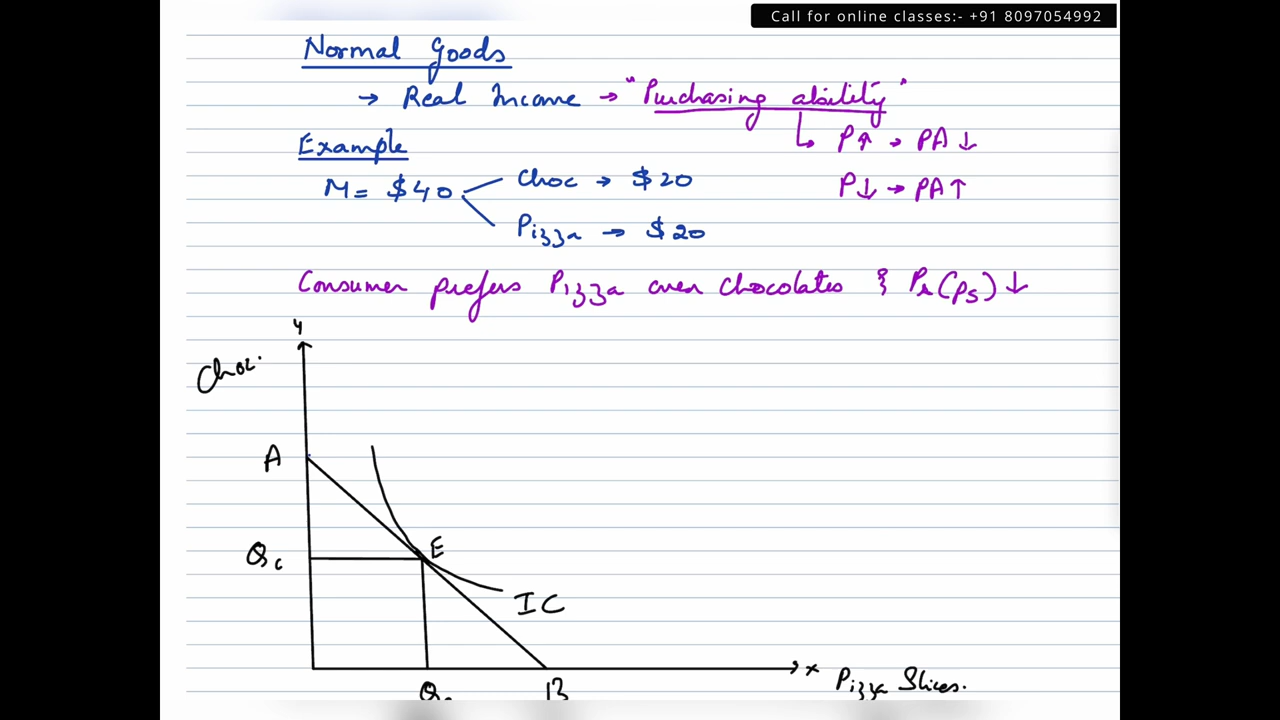 Call for online classes:- +91 8097054992
Normal Goods
→ Real Income → "Purchasing ability"
↳ P↑ → PA↓
Example
M = $40
Choc → $20
P↓ → PA↑
Pizza → $20
Consumer prefers Pizza over chocolates & Pr(PS)↓
y
Choc.
A
E
Qc
IC
x
Pizza Slices.
B